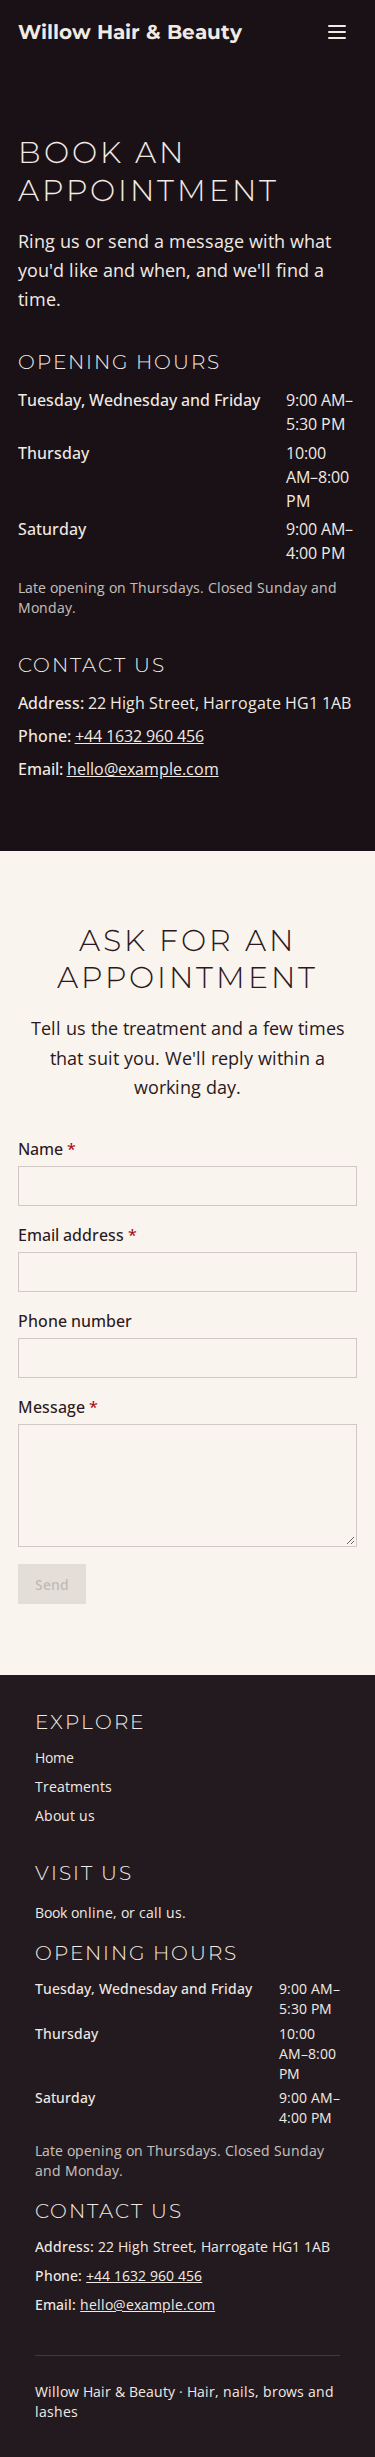 Willow Hair & Beauty
BOOK AN
APPOINTMENT
Ring us or send a message with what
you'd like and when, and we'll find a
time.
OPENING HOURS
Tuesday, Wednesday and Friday 9:00 AM–
5:30 PM
Thursday 10:00
AM–8:00
PM
Saturday 9:00 AM–
4:00 PM
Late opening on Thursdays. Closed Sunday and
Monday.
CONTACT US
Address: 22 High Street, Harrogate HG1 1AB
Phone: +44 1632 960 456
Email: hello@example.com
ASK FOR AN
APPOINTMENT
Tell us the treatment and a few times
that suit you. We'll reply within a
working day.
Name *
Email address *
Phone number
Message *
Send
EXPLORE
Home
Treatments
About us
VISIT US
Book online, or call us.
OPENING HOURS
Tuesday, Wednesday and Friday 9:00 AM–
5:30 PM
Thursday 10:00
AM–8:00
PM
Saturday 9:00 AM–
4:00 PM
Late opening on Thursdays. Closed Sunday
and Monday.
CONTACT US
Address: 22 High Street, Harrogate HG1 1AB
Phone: +44 1632 960 456
Email: hello@example.com
Willow Hair & Beauty · Hair, nails, brows and
lashes